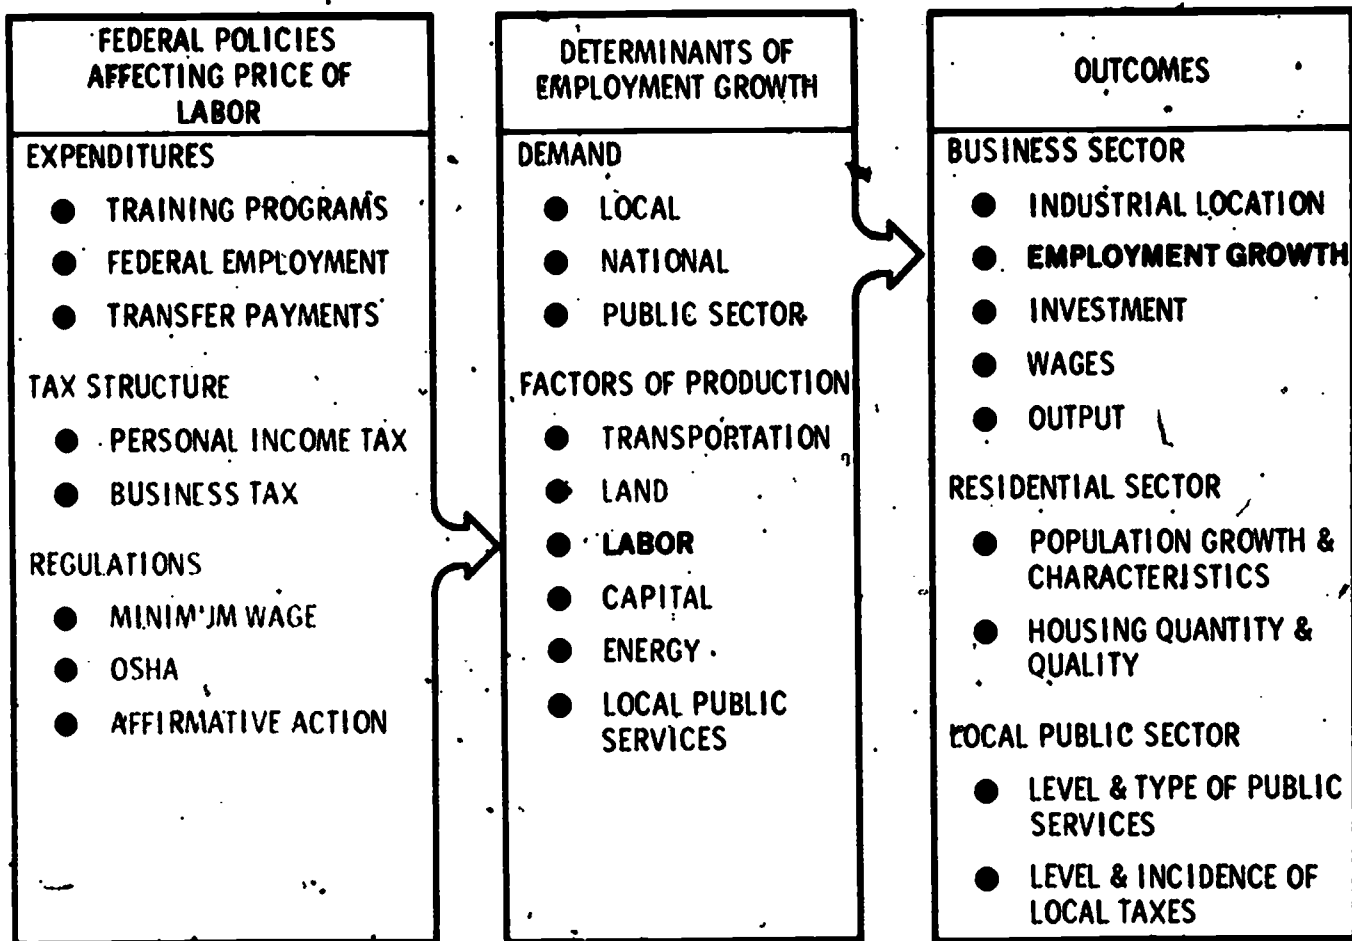 FEDERAL POLICIES
AFFECTING PRICE OF
LABOR
EXPENDITURES
● TRAINING PROGRAMS
● FEDERAL EMPLOYMENT
● TRANSFER PAYMENTS
TAX STRUCTURE
● PERSONAL INCOME TAX
● BUSINESS TAX
REGULATIONS
● MINIMUM WAGE
● OSHA
● AFFIRMATIVE ACTION
DETERMINANTS OF
EMPLOYMENT GROWTH
DEMAND
● LOCAL
● NATIONAL
● PUBLIC SECTOR
FACTORS OF PRODUCTION
● TRANSPORTATION
● LAND
● LABOR
● CAPITAL
● ENERGY
● LOCAL PUBLIC
SERVICES
OUTCOMES
BUSINESS SECTOR
● INDUSTRIAL LOCATION
● EMPLOYMENT GROWTH
● INVESTMENT
● WAGES
● OUTPUT
RESIDENTIAL SECTOR
● POPULATION GROWTH &
CHARACTERISTICS
● HOUSING QUANTITY &
QUALITY
LOCAL PUBLIC SECTOR
● LEVEL & TYPE OF PUBLIC
SERVICES
● LEVEL & INCIDENCE OF
LOCAL TAXES